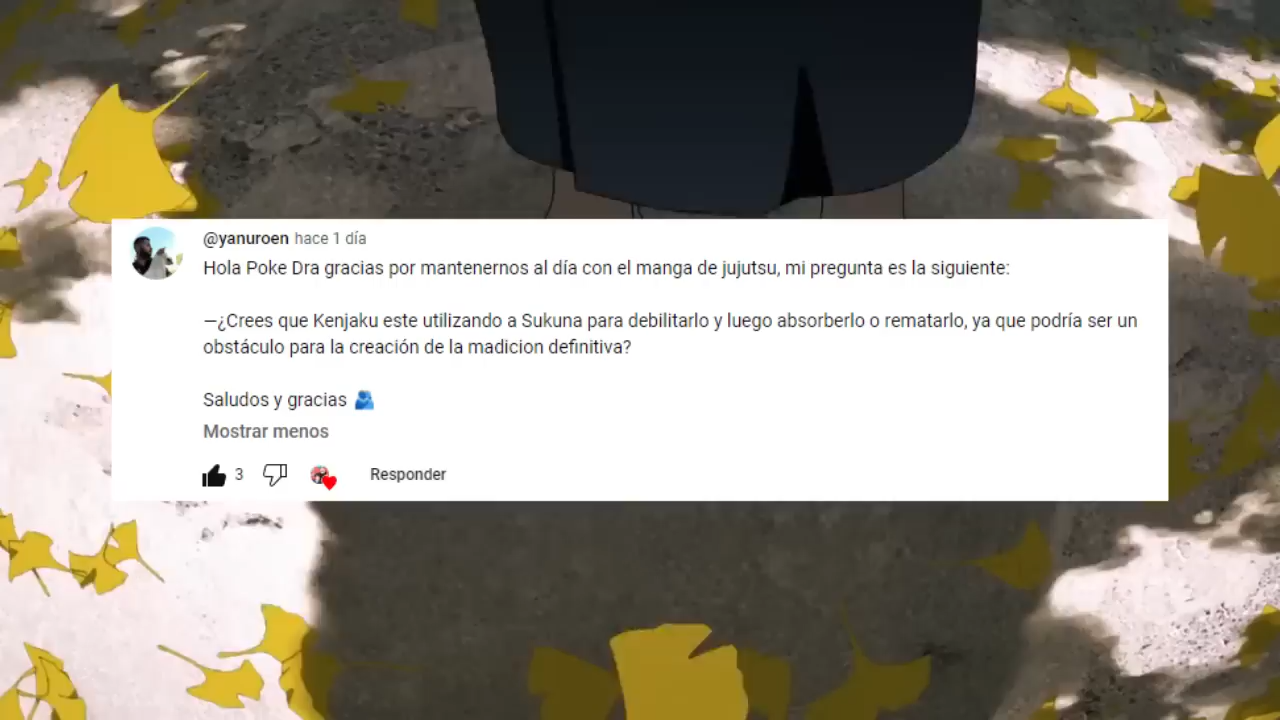 @yanuroen hace 1 día
Hola Poke Dra gracias por mantenernos al día con el manga de jujutsu, mi pregunta es la siguiente:
—¿Crees que Kenjaku este utilizando a Sukuna para debilitarlo y luego absorberlo o rematarlo, ya que podría ser un
obstáculo para la creación de la madicion definitiva?
Saludos y gracias 🫂
Mostrar menos
3 Responder